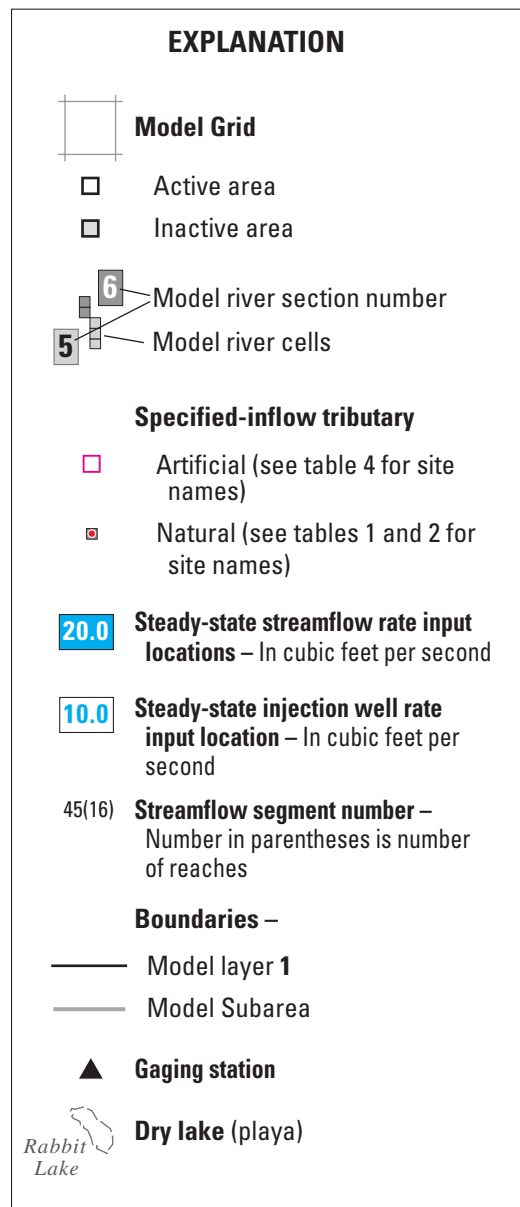 EXPLANATION
Model Grid
Active area
Inactive area
6
Model river section number
5
Model river cells
Specified-inflow tributary
Artificial (see table 4 for site
names)
Natural (see tables 1 and 2 for
site names)
20.0
Steady-state streamflow rate input
locations – In cubic feet per second
10.0
Steady-state injection well rate
input location – In cubic feet per
second
45(16)
Streamflow segment number –
Number in parentheses is number
of reaches
Boundaries –
Model layer 1
Model Subarea
Gaging station
Dry lake (playa)
Rabbit
Lake